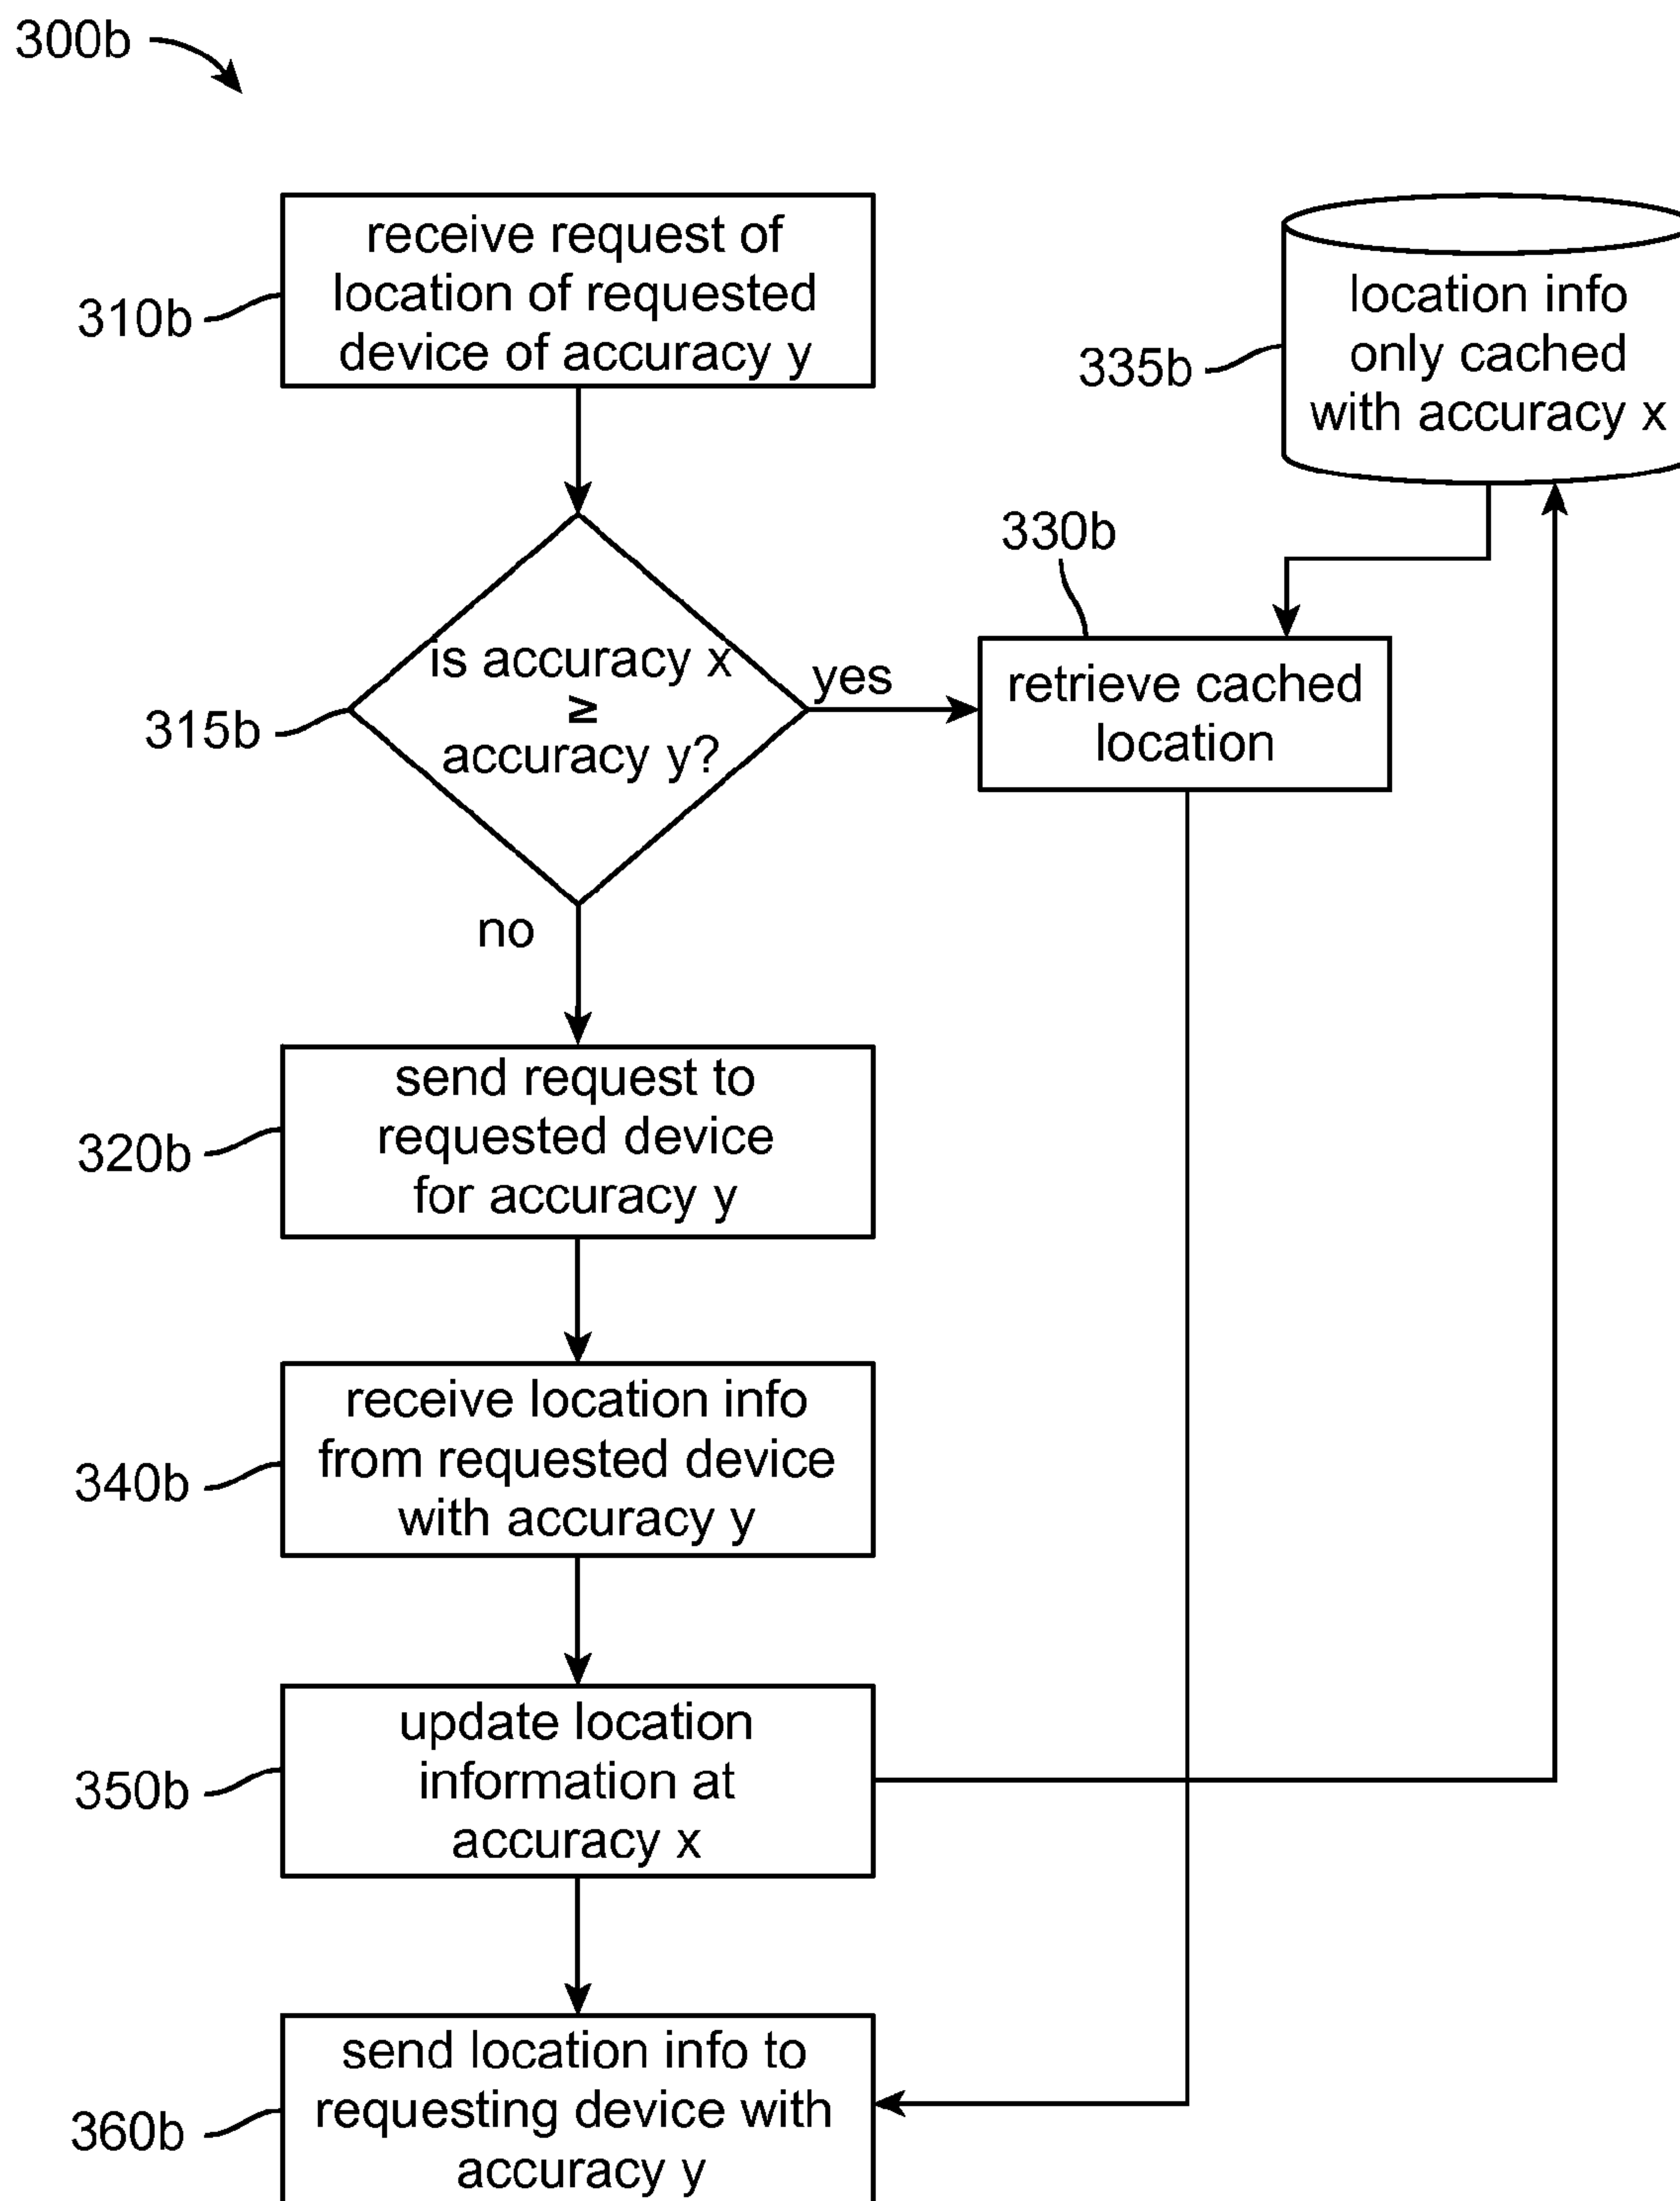 300b
receive request of
location of requested
device of accuracy y
310b
location info
only cached
with accuracy x
335b
330b
is accuracy x
≥
accuracy y?
yes
retrieve cached
location
315b
no
send request to
requested device
for accuracy y
320b
receive location info
from requested device
with accuracy y
340b
update location
information at
accuracy x
350b
send location info to
requesting device with
accuracy y
360b